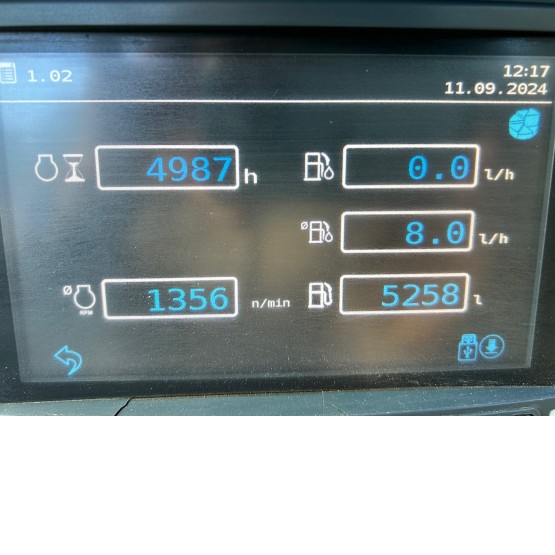 1.02
12:17
11.09.2024
4987 h
0.0 l/h
ø 8.0 l/h
ø RPM 1356 n/min
5258 l